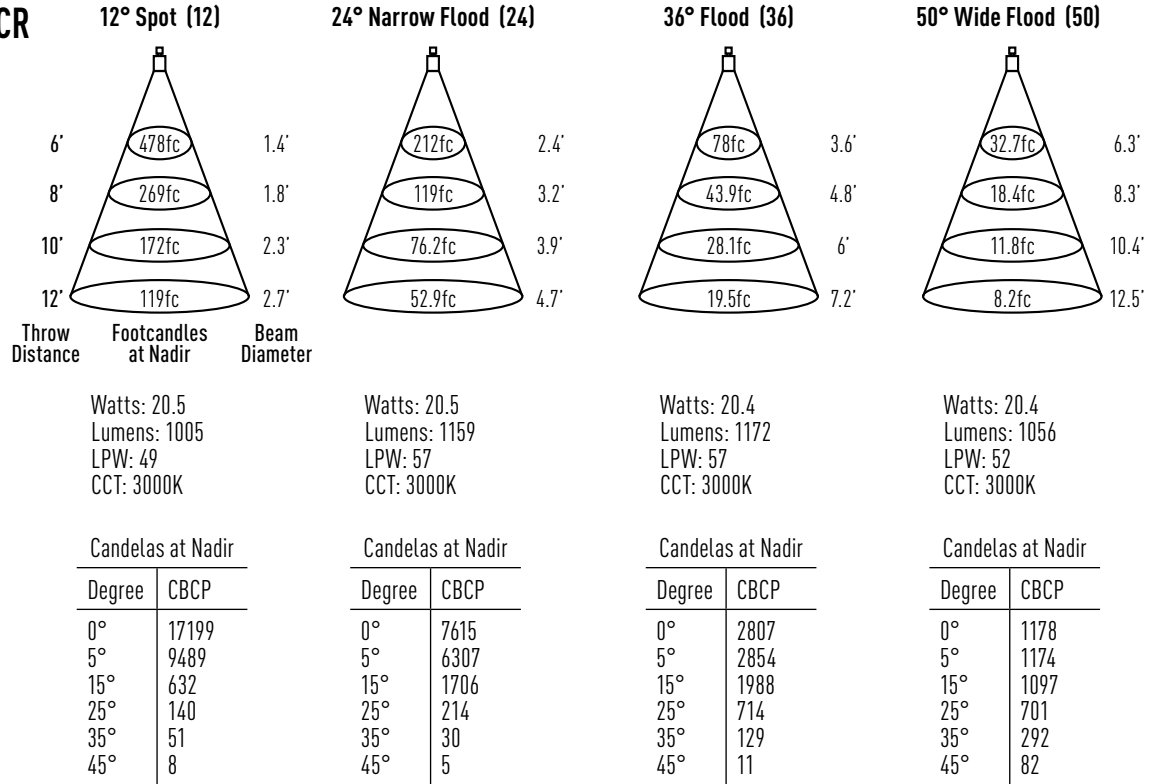 CR
12° Spot (12)
24° Narrow Flood (24)
36° Flood (36)
50° Wide Flood (50)
6' 478fc 1.4' 212fc 2.4' 78fc 3.6' 32.7fc 6.3'
8' 269fc 1.8' 119fc 3.2' 43.9fc 4.8' 18.4fc 8.3'
10' 172fc 2.3' 76.2fc 3.9' 28.1fc 6' 11.8fc 10.4'
12' 119fc 2.7' 52.9fc 4.7' 19.5fc 7.2' 8.2fc 12.5'
Throw Distance
Footcandles at Nadir
Beam Diameter
Watts: 20.5
Lumens: 1005
LPW: 49
CCT: 3000K
Watts: 20.5
Lumens: 1159
LPW: 57
CCT: 3000K
Watts: 20.4
Lumens: 1172
LPW: 57
CCT: 3000K
Watts: 20.4
Lumens: 1056
LPW: 52
CCT: 3000K
Candelas at Nadir
Degree CBCP
0° 17199
5° 9489
15° 632
25° 140
35° 51
45° 8
Candelas at Nadir
Degree CBCP
0° 7615
5° 6307
15° 1706
25° 214
35° 30
45° 5
Candelas at Nadir
Degree CBCP
0° 2807
5° 2854
15° 1988
25° 714
35° 129
45° 11
Candelas at Nadir
Degree CBCP
0° 1178
5° 1174
15° 1097
25° 701
35° 292
45° 82